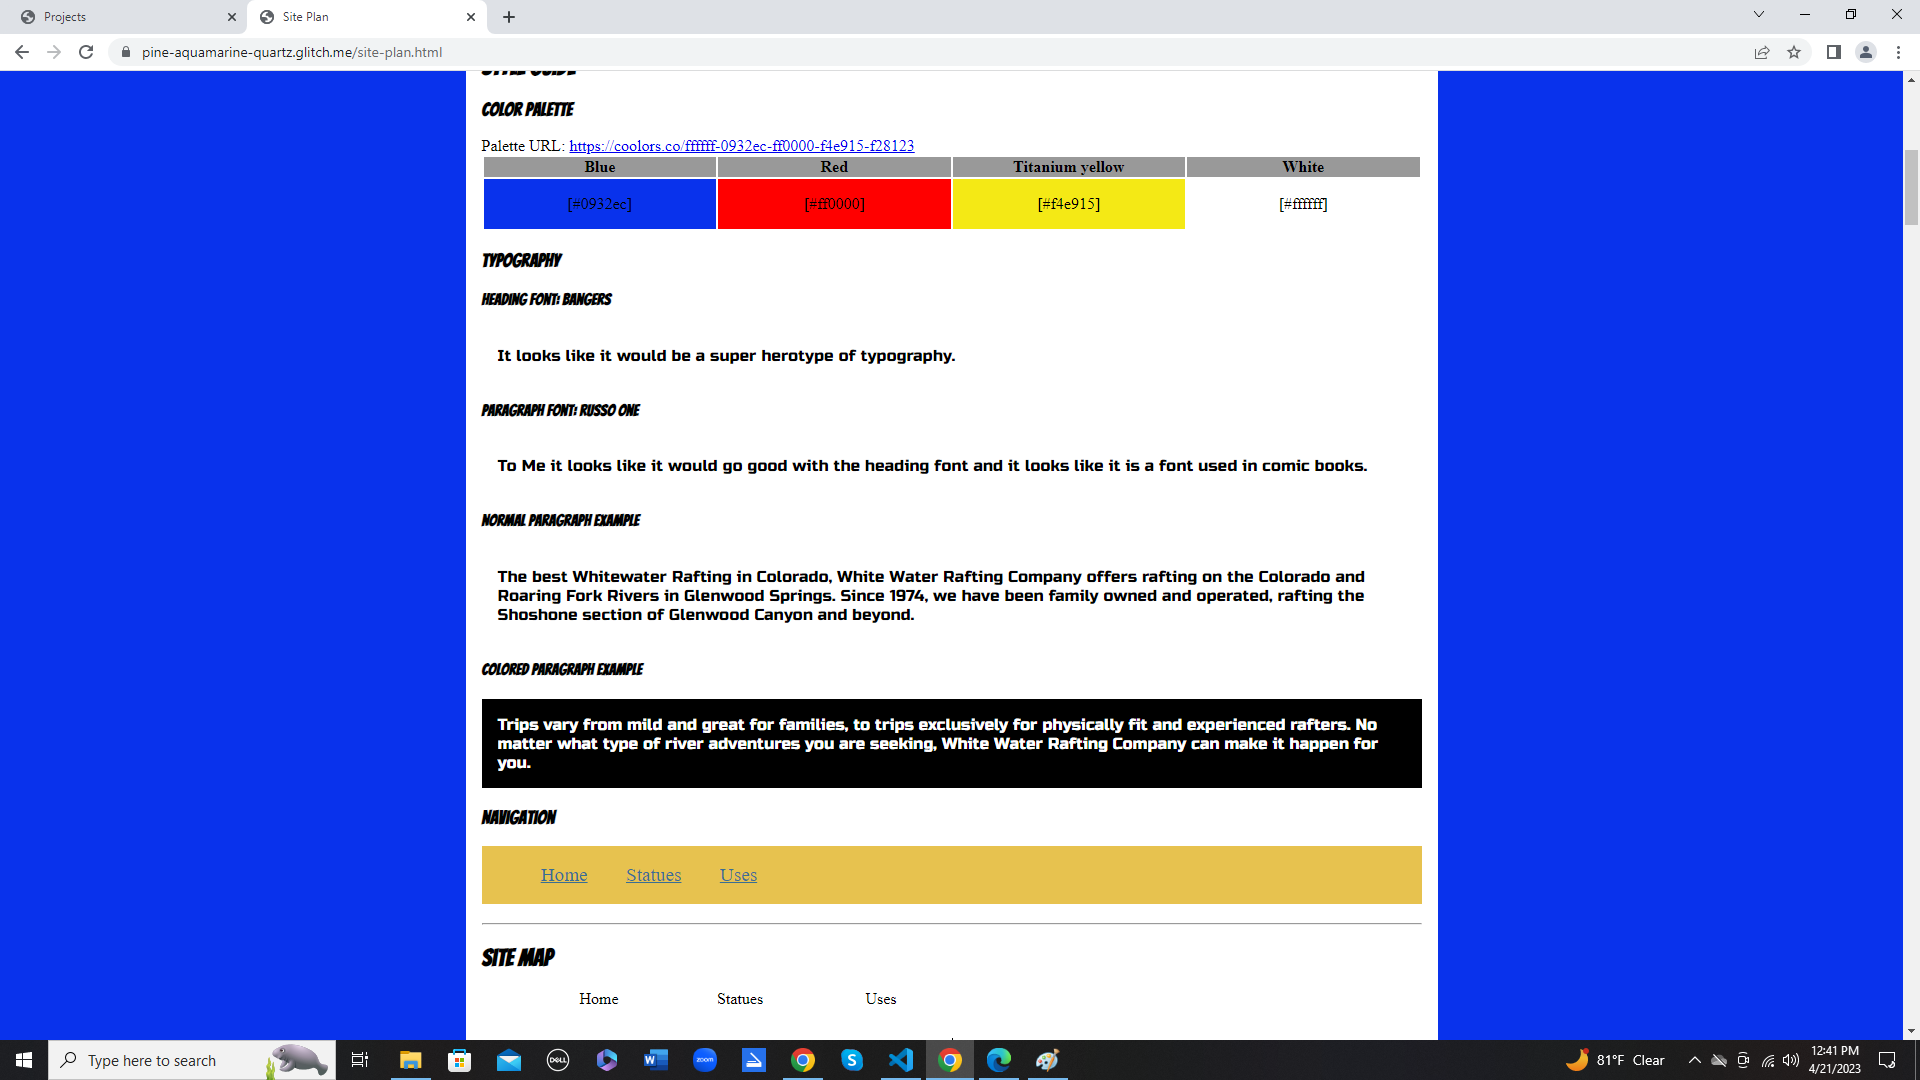 Projects
Site Plan
pine-aquamarine-quartz.glitch.me/site-plan.html
STYLE GUIDE
COLOR PALETTE
Palette URL: https://coolors.co/ffffff-0932ec-ff0000-f4e915-f28123
Blue Red Titanium yellow White
[#0932ec] [#ff0000] [#f4e915] [#ffffff]
TYPOGRAPHY
HEADING FONT: BANGERS
It looks like it would be a super herotype of typography.
PARAGRAPH FONT: RUSSO ONE
To Me it looks like it would go good with the heading font and it looks like it is a font used in comic books.
NORMAL PARAGRAPH EXAMPLE
The best Whitewater Rafting in Colorado, White Water Rafting Company offers rafting on the Colorado and
Roaring Fork Rivers in Glenwood Springs. Since 1974, we have been family owned and operated, rafting the
Shoshone section of Glenwood Canyon and beyond.
COLORED PARAGRAPH EXAMPLE
Trips vary from mild and great for families, to trips exclusively for physically fit and experienced rafters. No
matter what type of river adventures you are seeking, White Water Rafting Company can make it happen for
you.
NAVIGATION
Home Statues Uses
SITE MAP
Home Statues Uses
Type here to search
DELL
W
zoom
S
81°F Clear
12:41 PM
4/21/2023